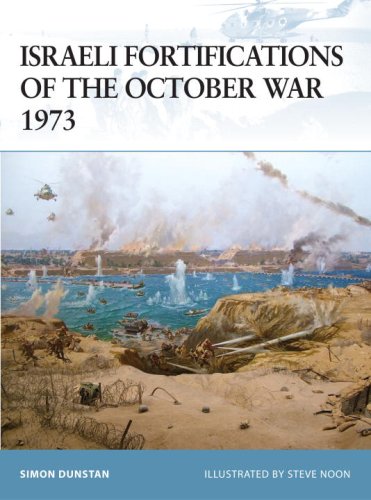 ISRAELI FORTIFICATIONS
OF THE OCTOBER WAR
1973
SIMON DUNSTAN
ILLUSTRATED BY STEVE NOON